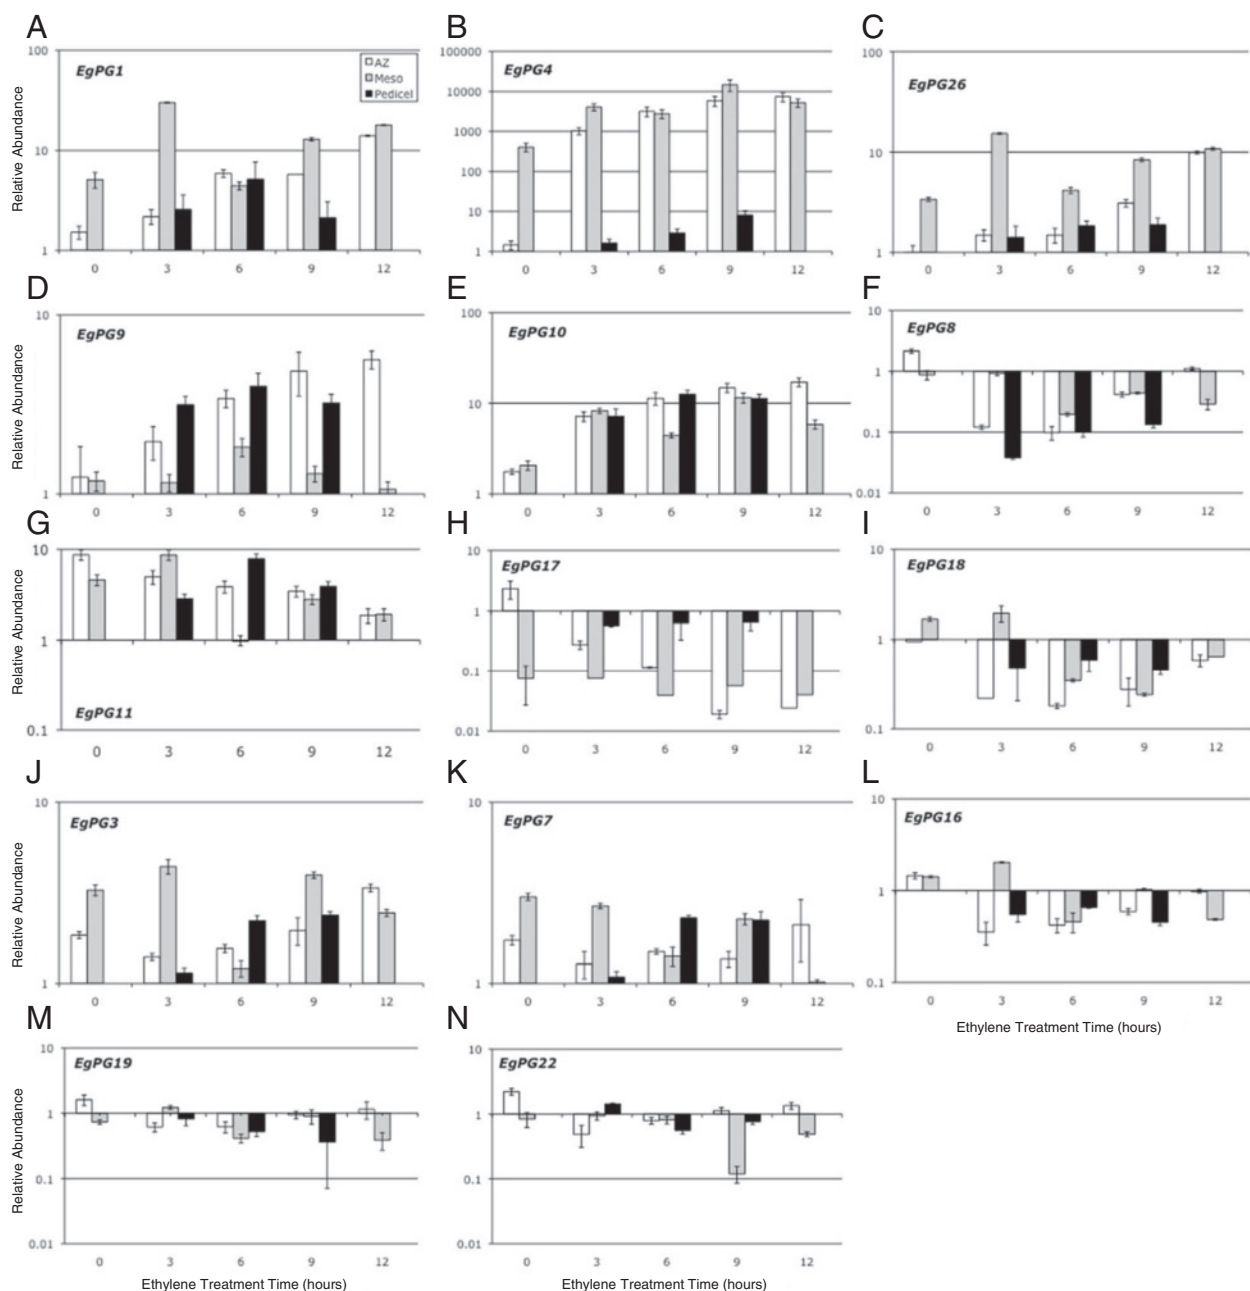 A
B
C
100
EgPG1
AZ
Meso
Pedicel
10
1
0 3 6 9 12
Relative Abundance
100000
EgPG4
10000
1000
100
10
1
0 3 6 9 12
100
EgPG26
10
1
0 3 6 9 12
D
E
F
10
EgPG9
1
0 3 6 9 12
Relative Abundance
100
EgPG10
10
1
0 3 6 9 12
10
EgPG8
1
0.1
0.01
0 3 6 9 12
G
H
I
10
1
EgPG11
0.1
0 3 6 9 12
Relative Abundance
10
EgPG17
1
0.1
0.01
0 3 6 9 12
10
EgPG18
1
0.1
0 3 6 9 12
J
K
L
10
EgPG3
1
0 3 6 9 12
Relative Abundance
10
EgPG7
1
0 3 6 9 12
10
EgPG16
1
0.1
0 3 6 9 12
Ethylene Treatment Time (hours)
M
N
10
EgPG19
1
0.1
0.01
0 3 6 9 12
Relative Abundance
Ethylene Treatment Time (hours)
10
EgPG22
1
0.1
0.01
0 3 6 9 12
Ethylene Treatment Time (hours)